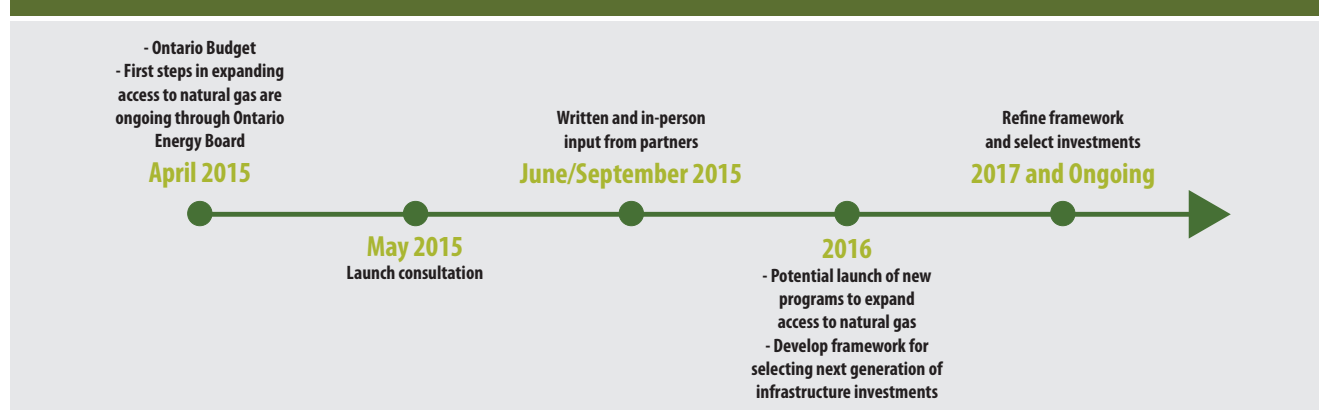 - Ontario Budget
- First steps in expanding
access to natural gas are
ongoing through Ontario
Energy Board
April 2015
May 2015
Launch consultation
Written and in-person
input from partners
June/September 2015
2016
- Potential launch of new
programs to expand
access to natural gas
- Develop framework for
selecting next generation of
infrastructure investments
Refine framework
and select investments
2017 and Ongoing